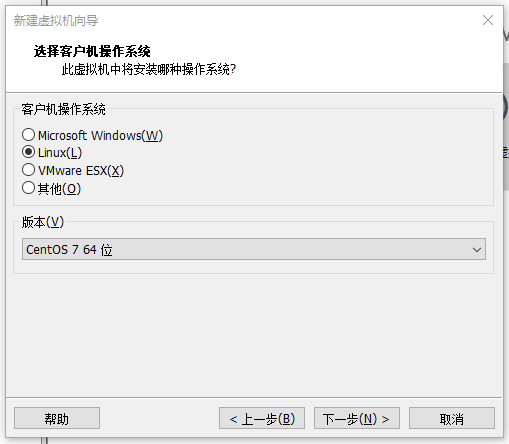 新建虚拟机向导
选择客户机操作系统
此虚拟机中将安装哪种操作系统?
客户机操作系统
Microsoft Windows(W)
Linux(L)
VMware ESX(X)
其他(O)
版本(V)
CentOS 7 64 位
帮助
< 上一步(B)
下一步(N) >
取消